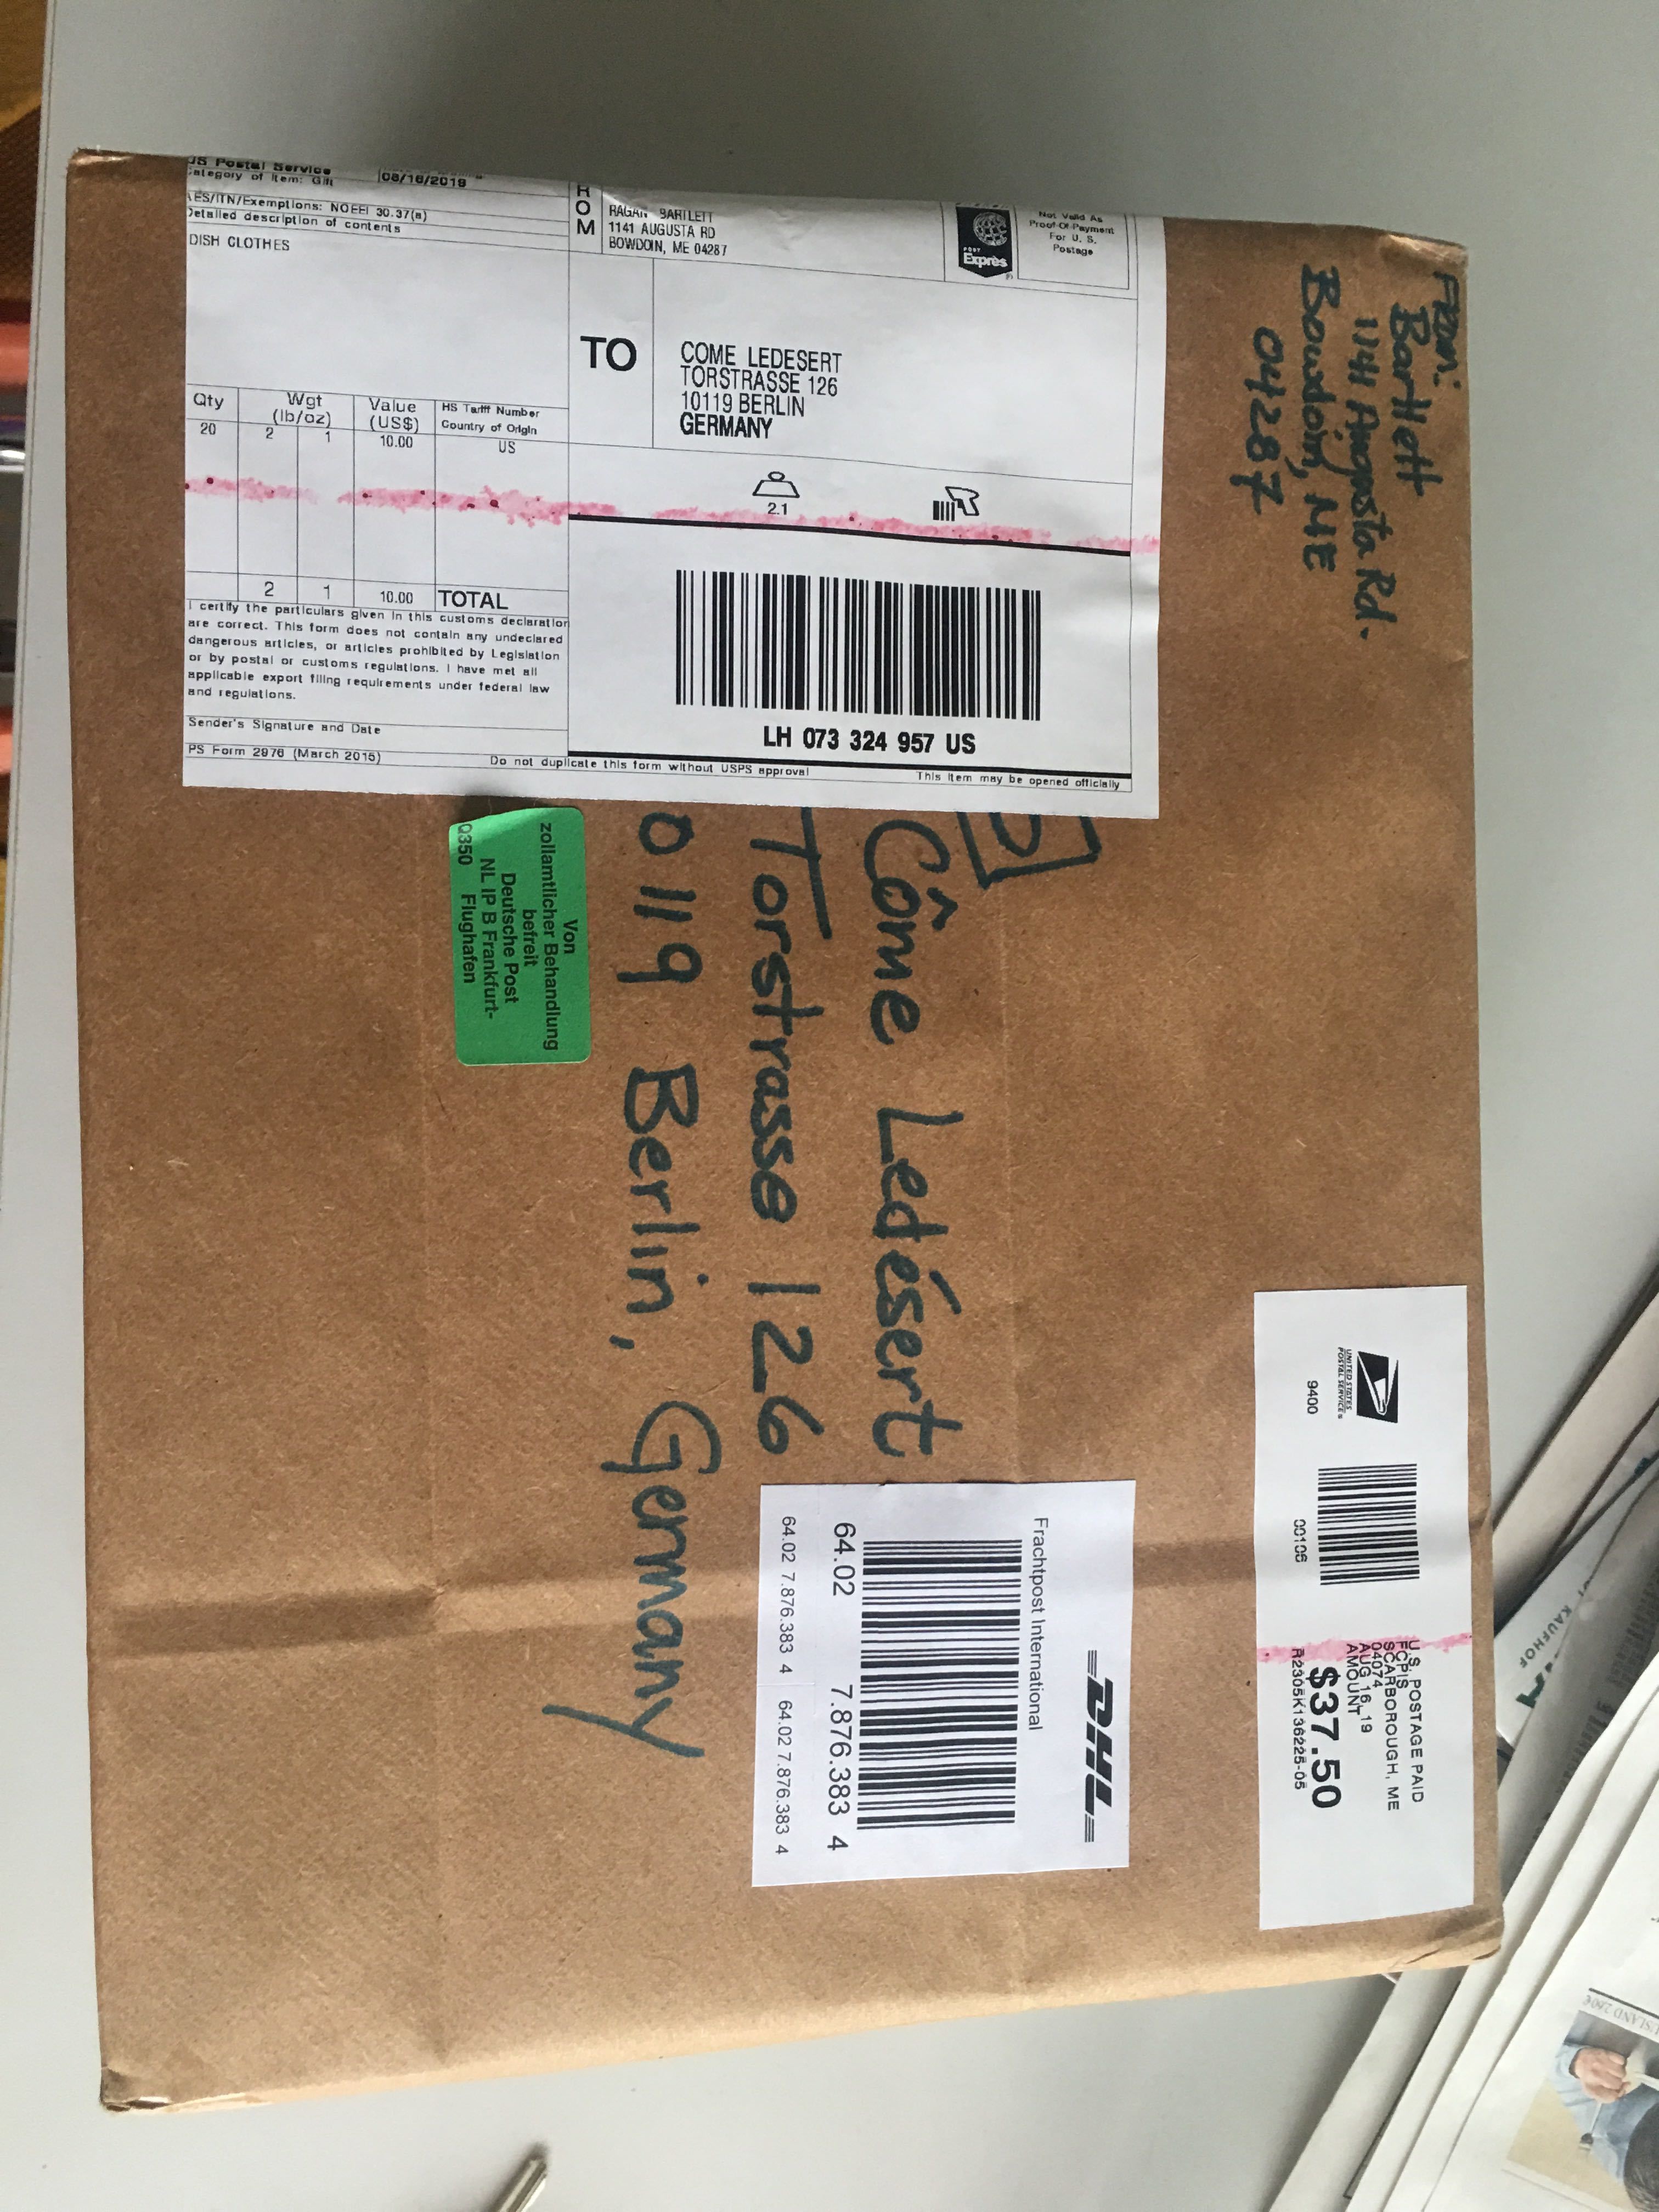 US Postal Service
Category of Item: Gift
08/16/2019
AES/ITN/Exemptions: NOEEI 30.37(a)
Detailed description of contents
DISH CLOTHES
Qty
Wgt
(lb/oz)
Value
(US$)
HS Tariff Number
Country of Origin
20 2 1 10.00 US
2 1 10.00 TOTAL
I certify the particulars given in this customs declaration
are correct. This form does not contain any undeclared
dangerous articles, or articles prohibited by Legislation
or by postal or customs regulations. I have met all
applicable export filing requirements under federal law
and regulations.
Sender's Signature and Date
PS Form 2976 (March 2015)
Do not duplicate this form without USPS approval
This item may be opened officially
ROM
RAGAN BARTLETT
1141 AUGUSTA RD
BOWDOIN, ME 04287
POST
Exprès
Not Valid As
Proof-Of-Payment
For U. S.
Postage
TO
COME LEDESERT
TORSTRASSE 126
10119 BERLIN
GERMANY
2.1
LH 073 324 957 US
From:
Bartlett
1141 Augusta Rd.
Bowdoin, ME
04287
Côme Ledésert
Torstrasse 126
0119 Berlin, Germany
Von
zollamtlicher Behandlung
befreit
Deutsche Post
NL IP B Frankfurt-
Q350 Flughafen
UNITED STATES
POSTAL SERVICE®
9400
00106
U.S. POSTAGE PAID
FCPIS
SCARBOROUGH, ME
04074
AUG 16, 19
AMOUNT
$37.50
R2305K136225-05
DHL
Frachtpost International
64.02 7.876.383 4
64.02 7.876.383 4 64.02 7.876.383 4
KAUFHOF